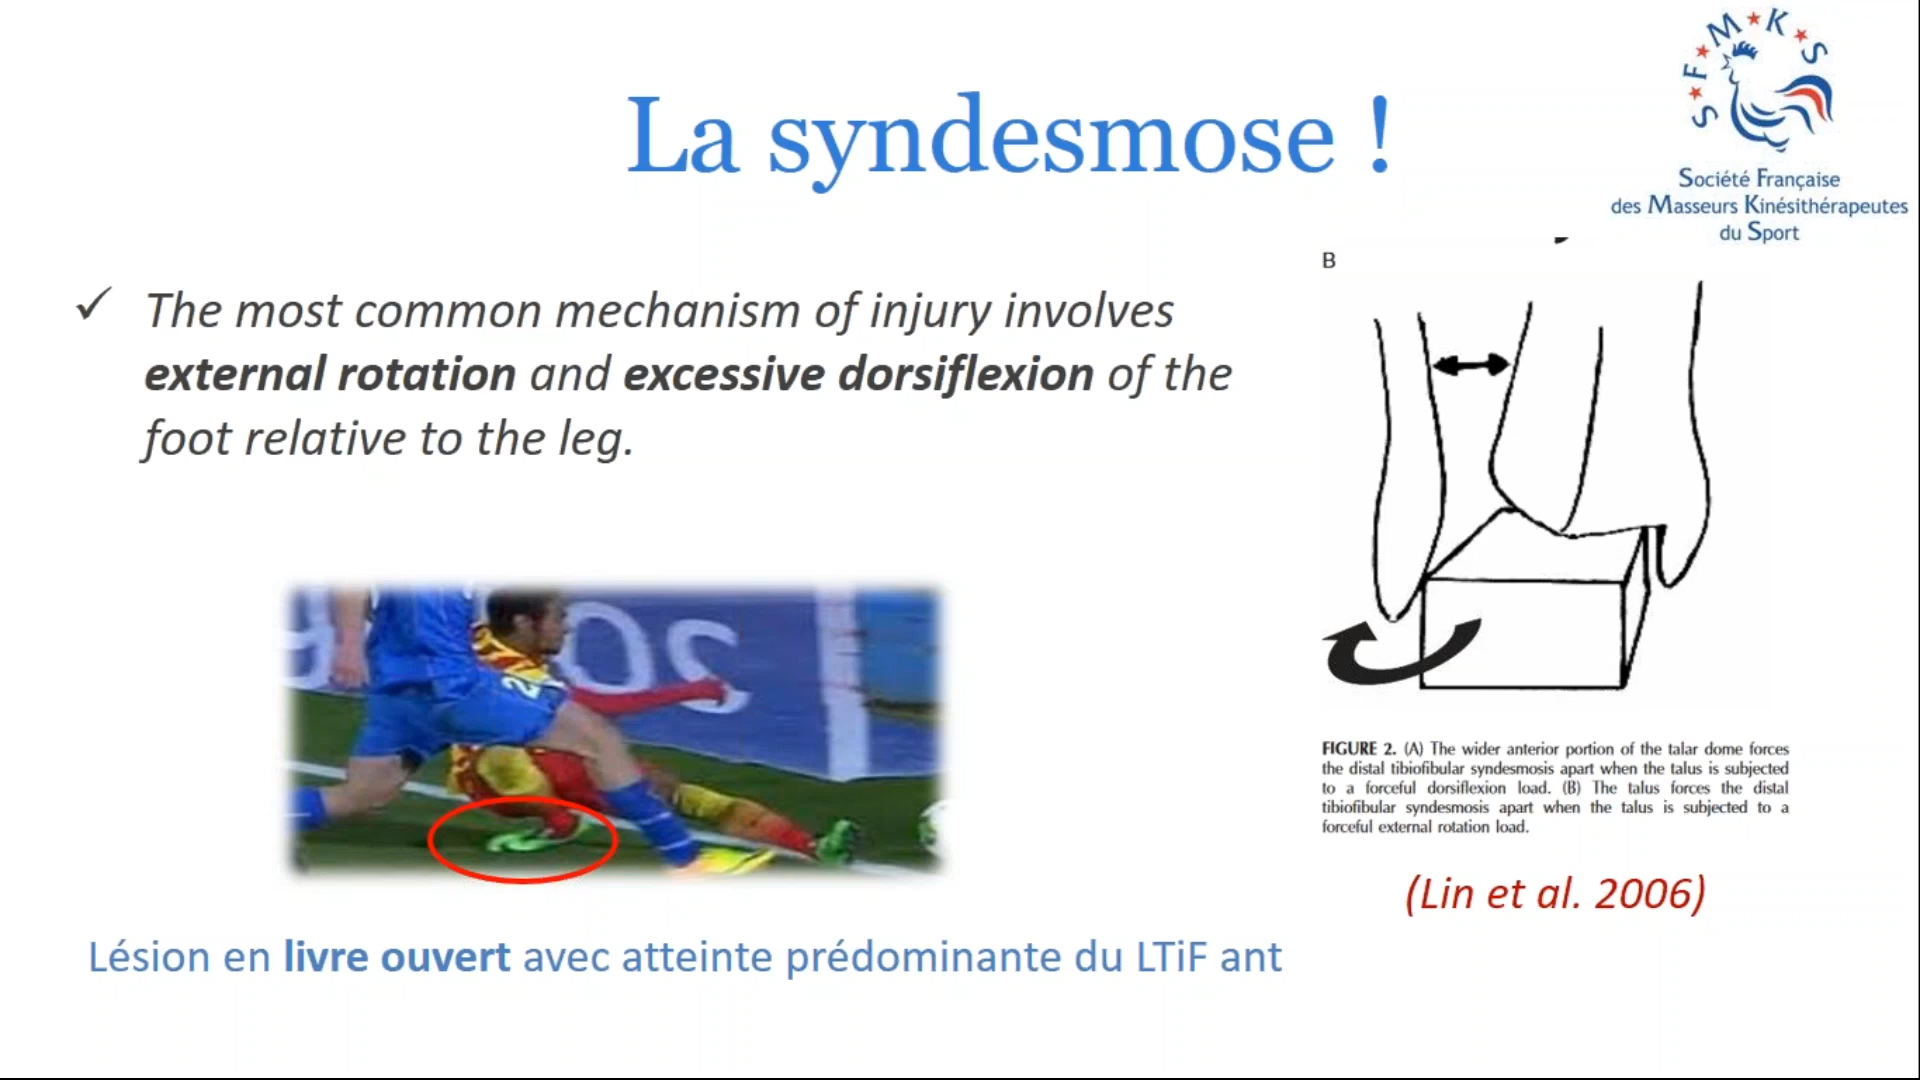 S★F★M★K★S
Société Française
des Masseurs Kinésithérapeutes
du Sport
La syndesmose !
✓ The most common mechanism of injury involves
external rotation and excessive dorsiflexion of the
foot relative to the leg.
B
FIGURE 2. (A) The wider anterior portion of the talar dome forces
the distal tibiofibular syndesmosis apart when the talus is subjected
to a forceful dorsiflexion load. (B) The talus forces the distal
tibiofibular syndesmosis apart when the talus is subjected to a
forceful external rotation load.
(Lin et al. 2006)
Lésion en livre ouvert avec atteinte prédominante du LTiF ant